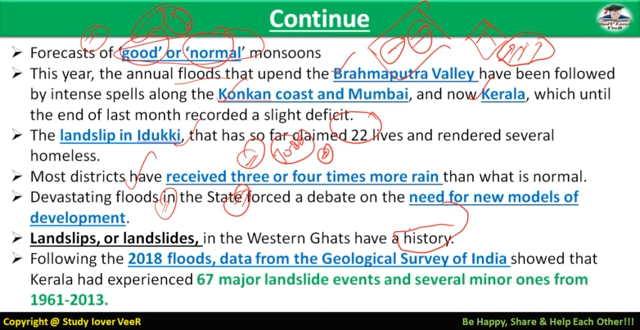 Continue
➤ Forecasts of 'good' or 'normal' monsoons
➤ This year, the annual floods that upend the Brahmaputra Valley have been followed
by intense spells along the Konkan coast and Mumbai, and now Kerala, which until
the end of last month recorded a slight deficit.
➤ The landslip in Idukki, that has so far claimed 22 lives and rendered several
homeless.
➤ Most districts have received three or four times more rain than what is normal.
➤ Devastating floods in the State forced a debate on the need for new models of
development.
➤ Landslips, or landslides, in the Western Ghats have a history.
➤ Following the 2018 floods, data from the Geological Survey of India showed that
Kerala had experienced 67 major landslide events and several minor ones from
1961-2013.
Copyright @ Study lover VeeR
Be Happy, Share & Help Each Other!!!